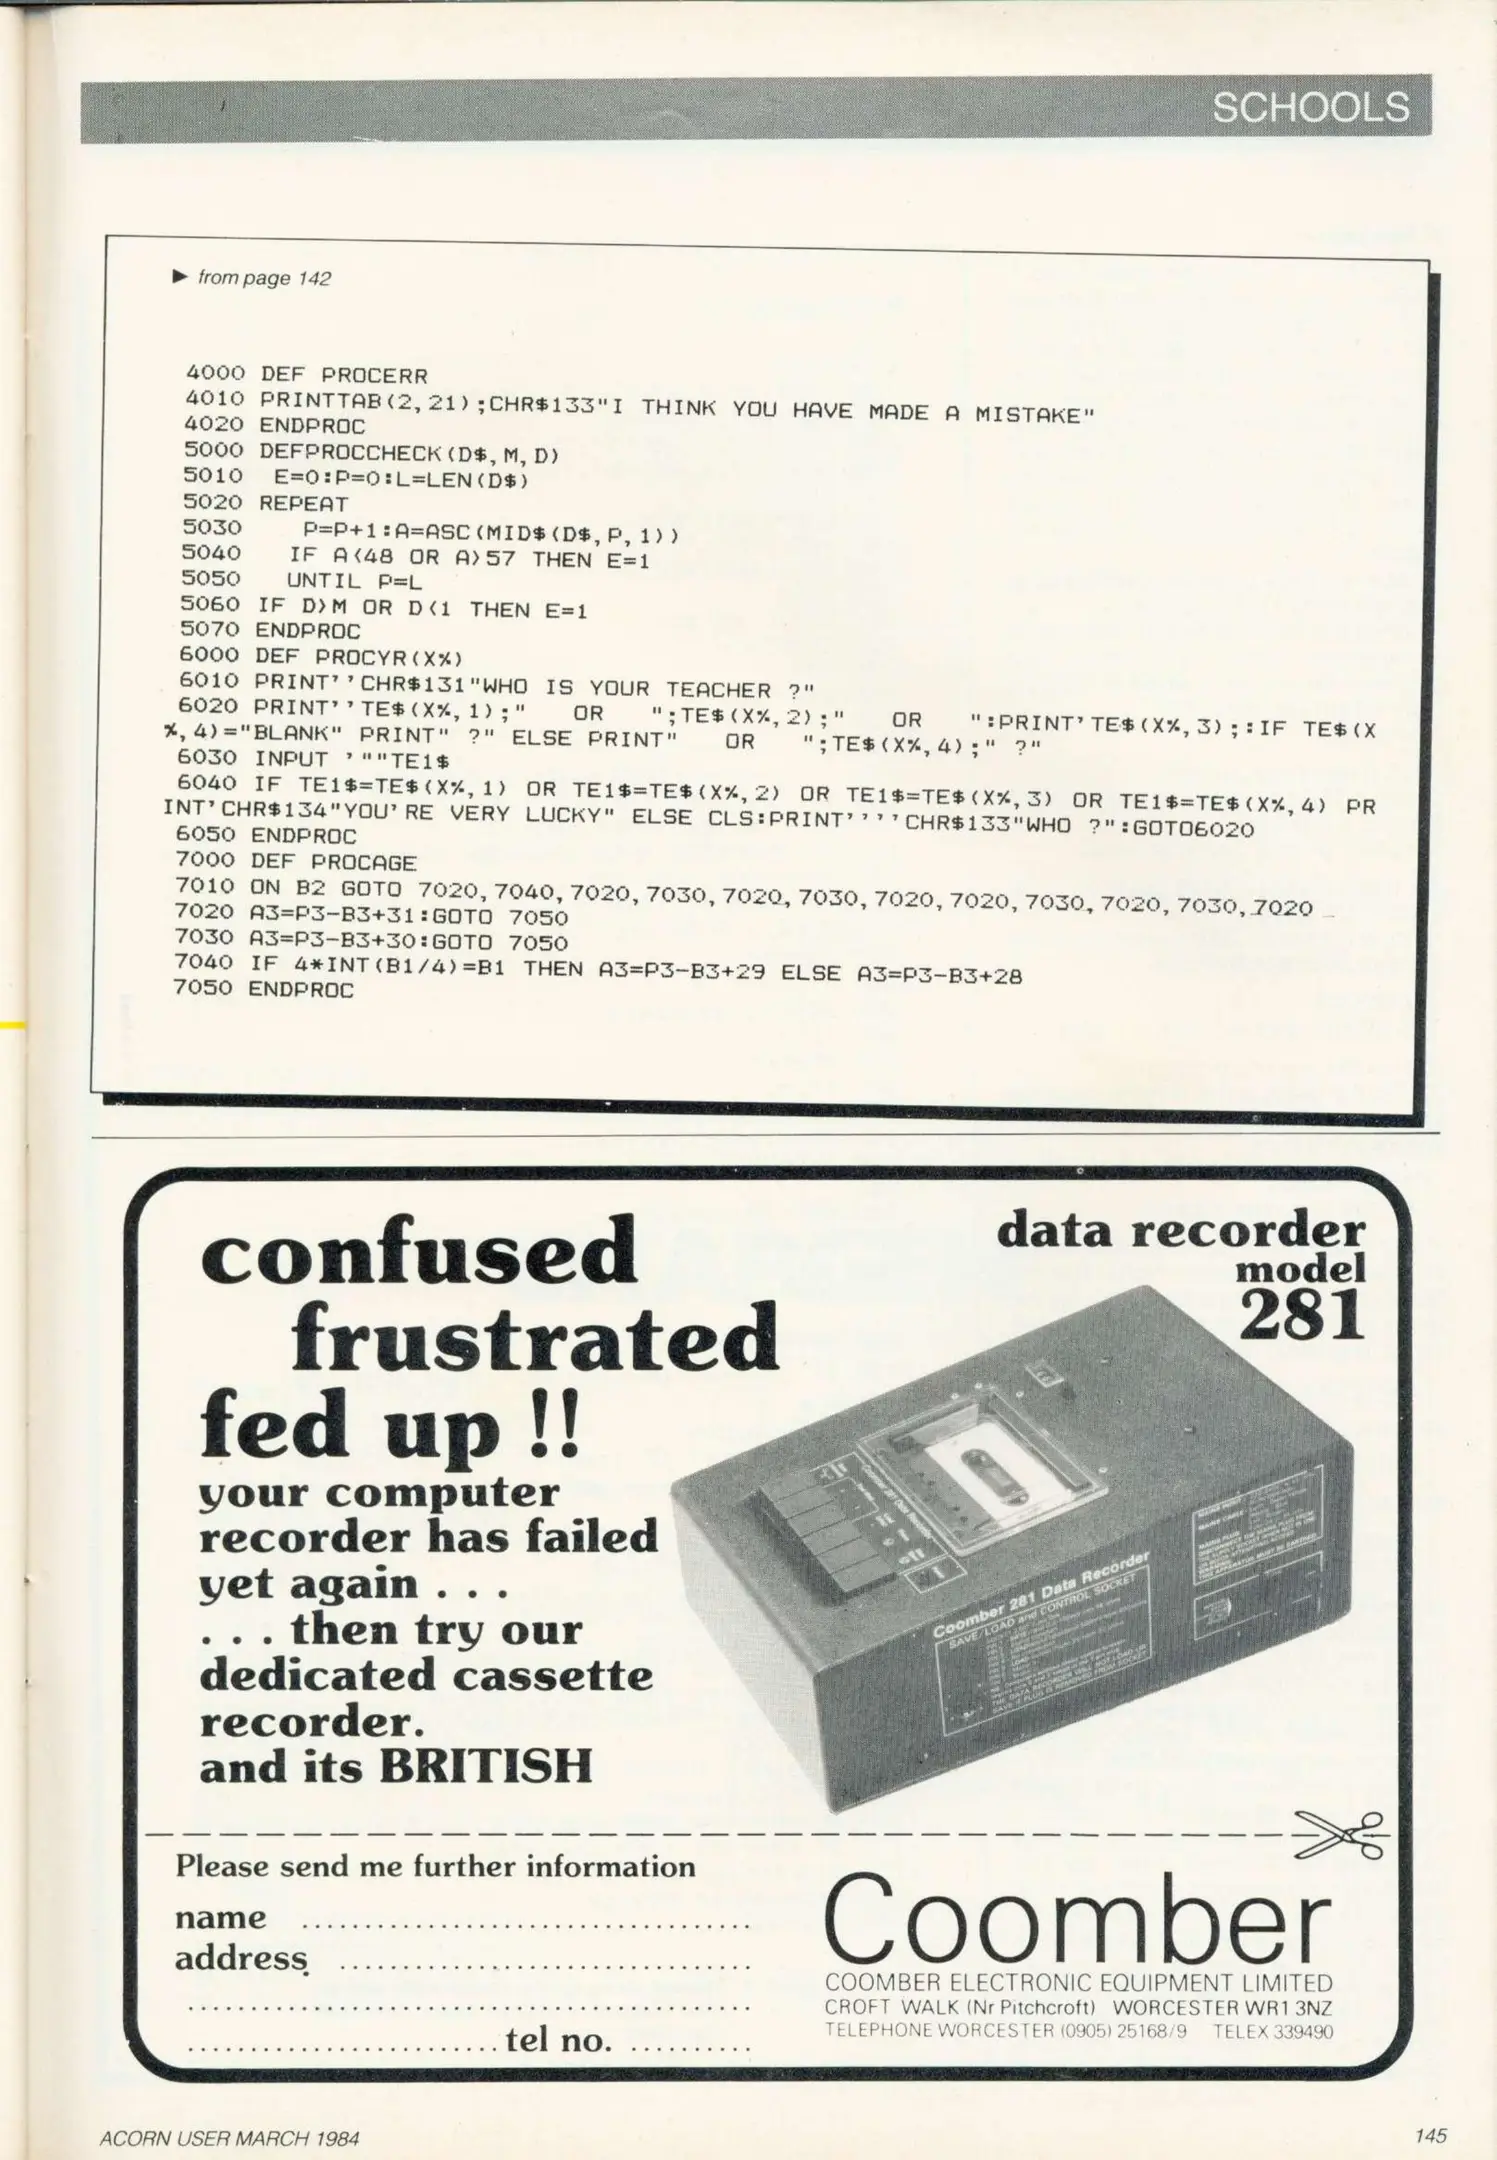 SCHOOLS
► from page 142
4000 DEF PROCERR
4010 PRINTTAB(2,21);CHR$133"I THINK YOU HAVE MADE A MISTAKE"
4020 ENDPROC
5000 DEFPROCCHECK(D$,M,D)
5010 E=0:P=0:L=LEN(D$)
5020 REPEAT
5030 P=P+1:A=ASC(MID$(D$,P,1))
5040 IF A<48 OR A>57 THEN E=1
5050 UNTIL P=L
5060 IF D>M OR D<1 THEN E=1
5070 ENDPROC
6000 DEF PROCYR(X%)
6010 PRINT''CHR$131"WHO IS YOUR TEACHER ?"
6020 PRINT''TE$(X%,1);"   OR   ";TE$(X%,2);"   OR   ":PRINT'TE$(X%,3);:IF TE$(X
%,4)="BLANK" PRINT" ?" ELSE PRINT"   OR   ";TE$(X%,4);" ?"
6030 INPUT '""TE1$
6040 IF TE1$=TE$(X%,1) OR TE1$=TE$(X%,2) OR TE1$=TE$(X%,3) OR TE1$=TE$(X%,4) PR
INT'CHR$134"YOU'RE VERY LUCKY" ELSE CLS:PRINT''''CHR$133"WHO ?":GOTO6020
6050 ENDPROC
7000 DEF PROCAGE
7010 ON B2 GOTO 7020,7040,7020,7030,7020,7030,7020,7020,7030,7020,7030,7020
7020 A3=P3-B3+31:GOTO 7050
7030 A3=P3-B3+30:GOTO 7050
7040 IF 4*INT(B1/4)=B1 THEN A3=P3-B3+29 ELSE A3=P3-B3+28
7050 ENDPROC
confused
frustrated
fed up !!
your computer
recorder has failed
yet again . . .
. . . then try our
dedicated cassette
recorder.
and its BRITISH
data recorder
model
281
Coomber 281 Data Recorder
Coomber 281 Data Recorder
SAVE/LOAD and CONTROL SOCKET
Please send me further information
name ....................................
address .................................
.............................................
......................... tel no. ..........
Coomber
COOMBER ELECTRONIC EQUIPMENT LIMITED
CROFT WALK (Nr Pitchcroft) WORCESTER WR1 3NZ
TELEPHONE WORCESTER (0905) 25168/9 TELEX 339490
ACORN USER MARCH 1984
145